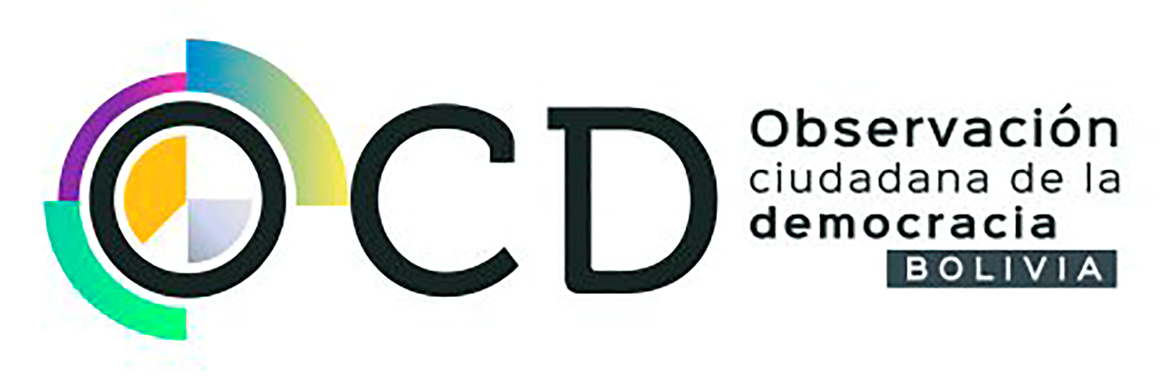 OCD
Observación
ciudadana de la
democracia
BOLIVIA